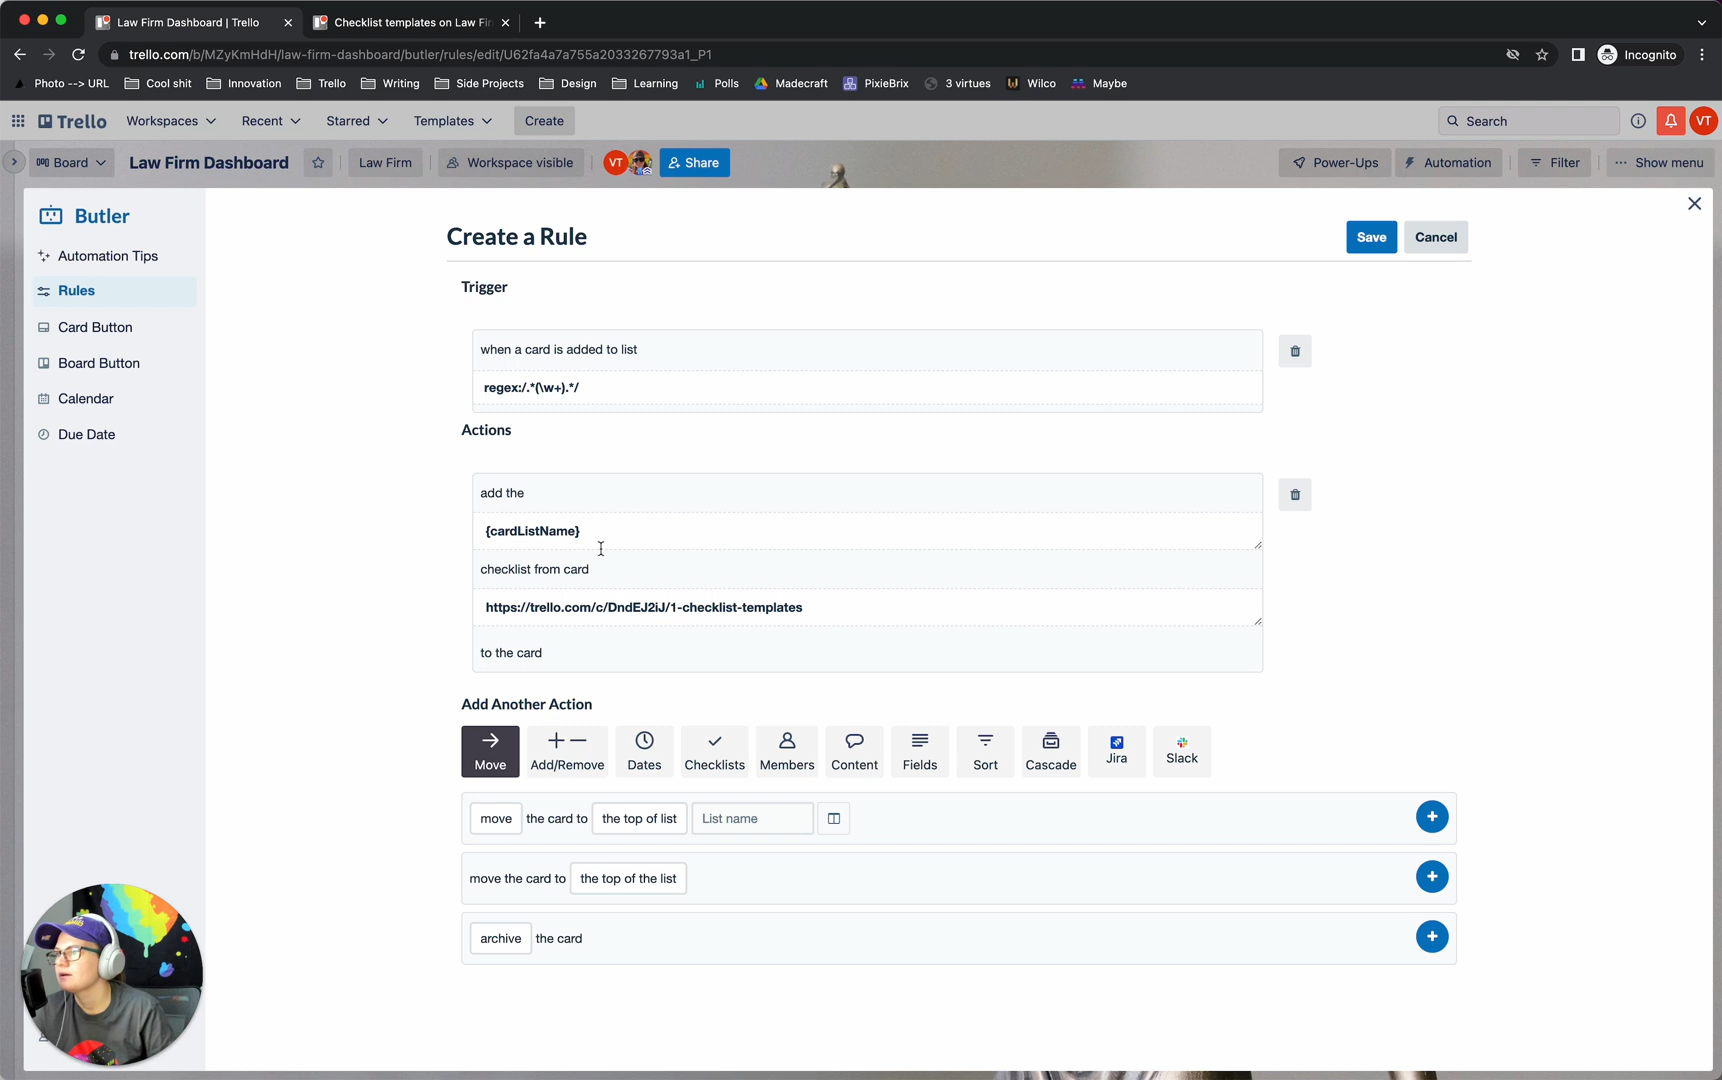 Law Firm Dashboard | Trello
Checklist templates on Law Fir
trello.com/b/MZyKmHdH/law-firm-dashboard/butler/rules/edit/U62fa4a7a755a2033267793a1_P1
Incognito
Photo --> URL
Cool shit
Innovation
Trello
Writing
Side Projects
Design
Learning
Polls
Madecraft
PixieBrix
3 virtues
Wilco
Maybe
Trello
Workspaces
Recent
Starred
Templates
Create
Search
VT
Board
Law Firm Dashboard
Law Firm
Workspace visible
VT
Share
Power-Ups
Automation
Filter
Show menu
Butler
Automation Tips
Rules
Card Button
Board Button
Calendar
Due Date
Create a Rule
Save
Cancel
Trigger
when a card is added to list
regex:/.*(\w+).*/
Actions
add the
{cardListName}
checklist from card
https://trello.com/c/DndEJ2iJ/1-checklist-templates
to the card
Add Another Action
Move
Add/Remove
Dates
Checklists
Members
Content
Fields
Sort
Cascade
Jira
Slack
move the card to the top of list List name
move the card to the top of the list
archive the card